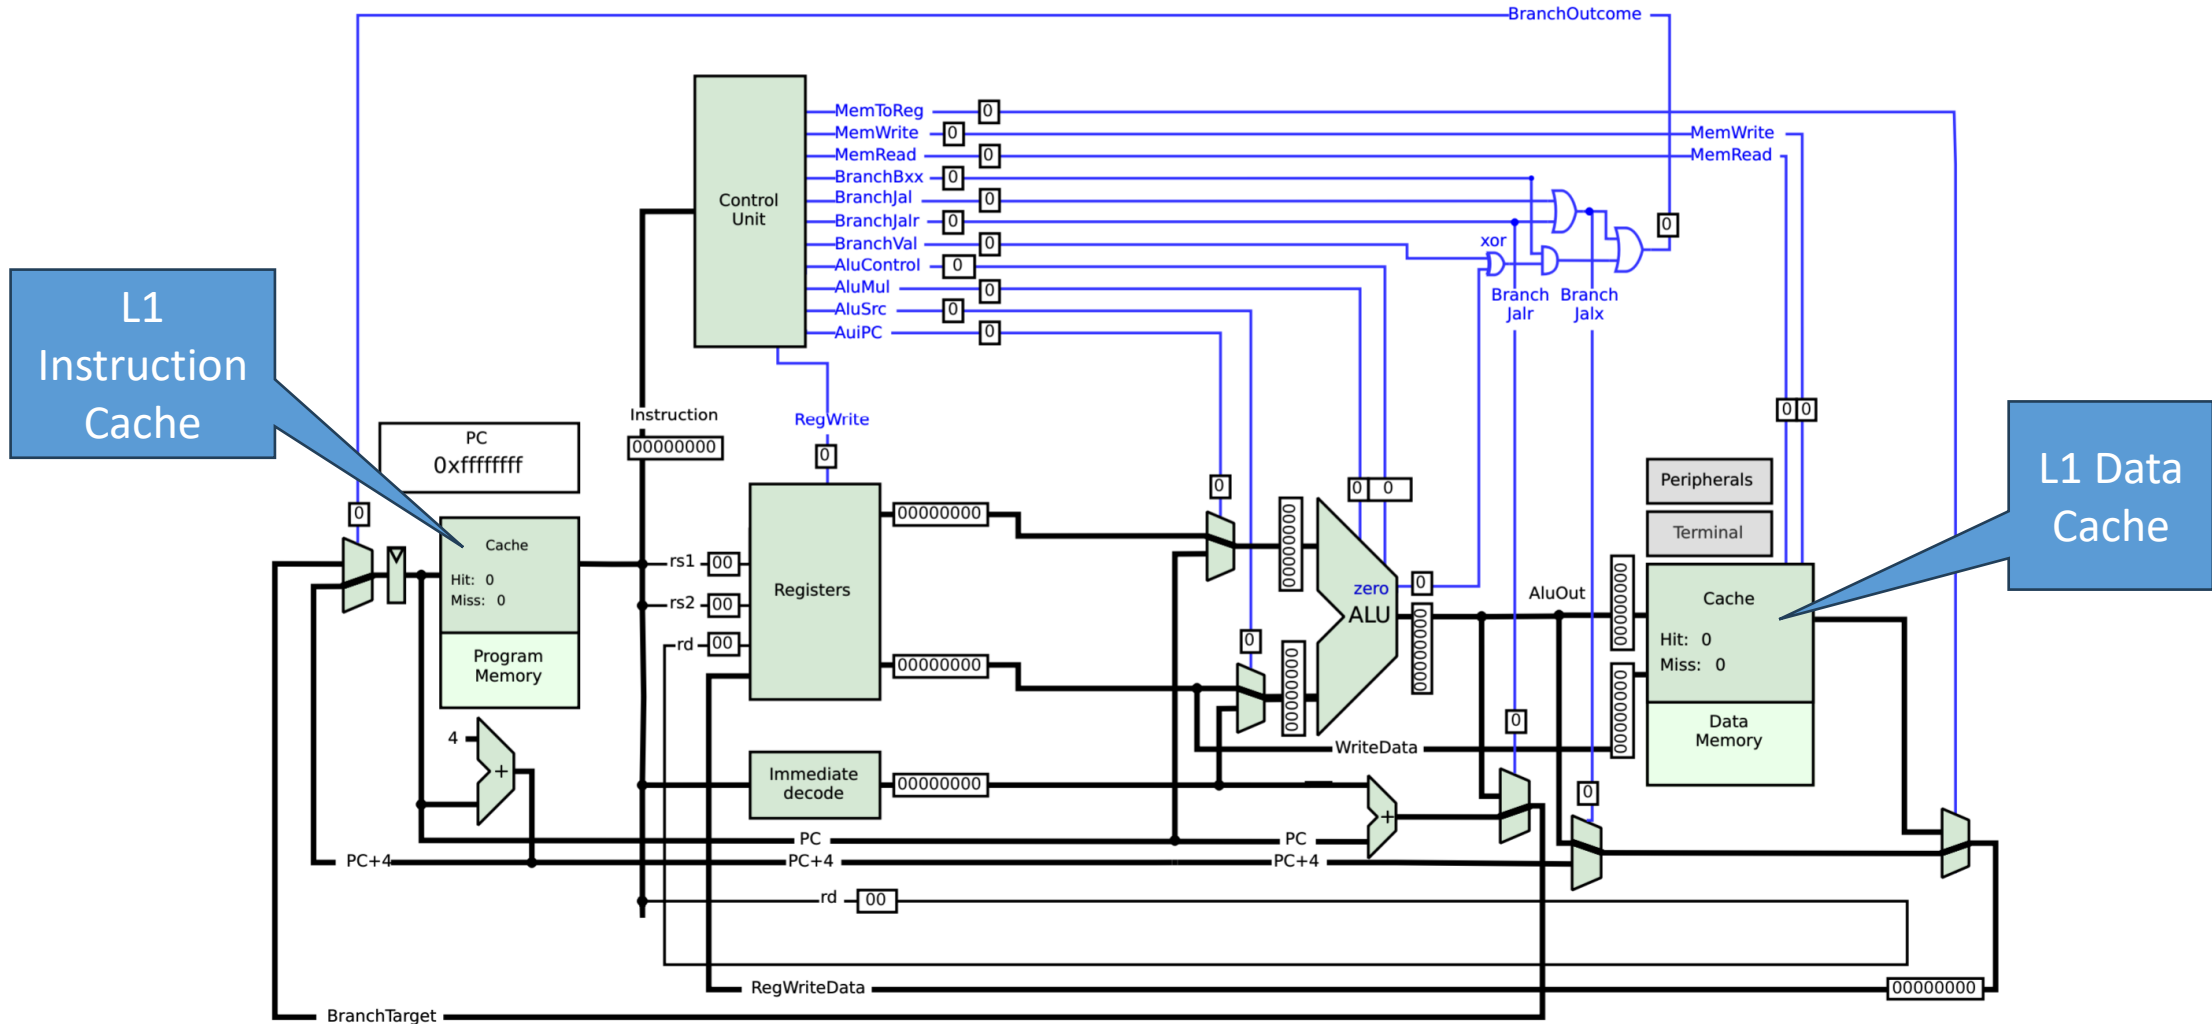 BranchOutcome
MemToReg
0
MemWrite
0
MemWrite
MemRead
0
MemRead
BranchBxx
0
BranchJal
0
BranchJalr
0
0
BranchVal
0
xor
AluControl
0
AluMul
0
AluSrc
0
AuiPC
0
Control
Unit
Branch
Jalr
Branch
Jalx
L1
Instruction
Cache
L1 Data
Cache
PC
0xffffffff
Instruction
00000000
RegWrite
0
0
0
0
0
0
0
Peripherals
Terminal
Cache
Hit: 0
Miss: 0
Program
Memory
rs1
00
rs2
00
rd
00
Registers
00000000
00000000
00000000
00000000
0
zero
ALU
0
00000000
AluOut
00000000
00000000
Cache
Hit: 0
Miss: 0
Data
Memory
WriteData
0
0
4
+
Immediate
decode
00000000
+
PC
PC
PC+4
PC+4
PC+4
rd
00
RegWriteData
00000000
BranchTarget